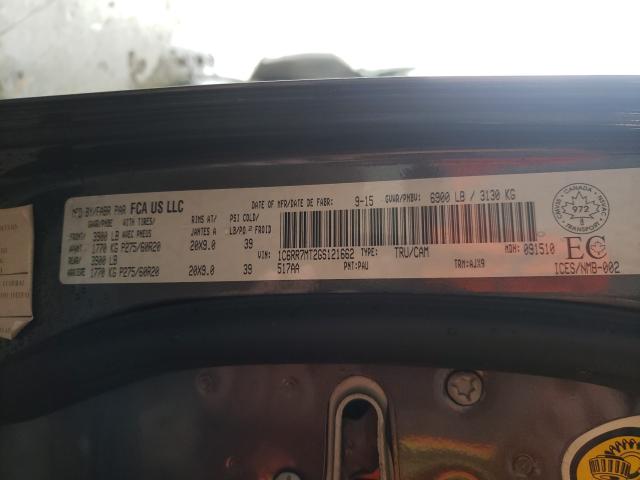 MFD BY/FABR PAR FCA US LLC
DATE OF MFR/DATE DE FABR: 9-15 GVWR/PNBV: 6900 LB / 3130 KG
GAWR/PNBE WITH TIRES/ RIMS AT/ PSI COLD/
AVEC PNEUS JANTES A LB/PO2 FROID
FRONT/ 3900 LB
AVANT: 1770 KG P275/60R20 20X9.0 39
REAR/ 3900 LB
ARRIERE: 1770 KG P275/60R20 20X9.0 39
VIN: 1C6RR7MT2GS121662 TYPE: TRU/CAM MDH: 091510
517AA PNT: PAU TRM: AJX9
CANADA
972
EC
ICES/NMB-002